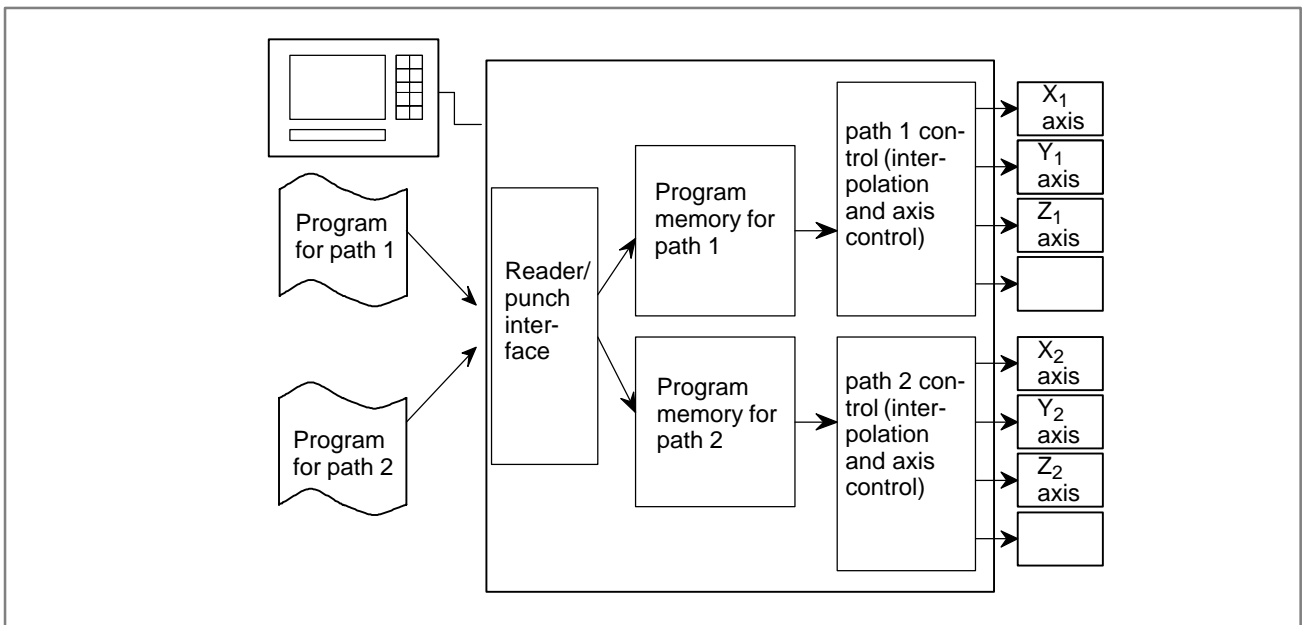 Program
for path 1
Program
for path 2
Reader/
punch
inter-
face
Program
memory for
path 1
Program
memory for
path 2
path 1 con-
trol (inter-
polation
and axis
control)
path 2 con-
trol (inter-
polation
and axis
control)
X1
axis
Y1
axis
Z1
axis
X2
axis
Y2
axis
Z2
axis